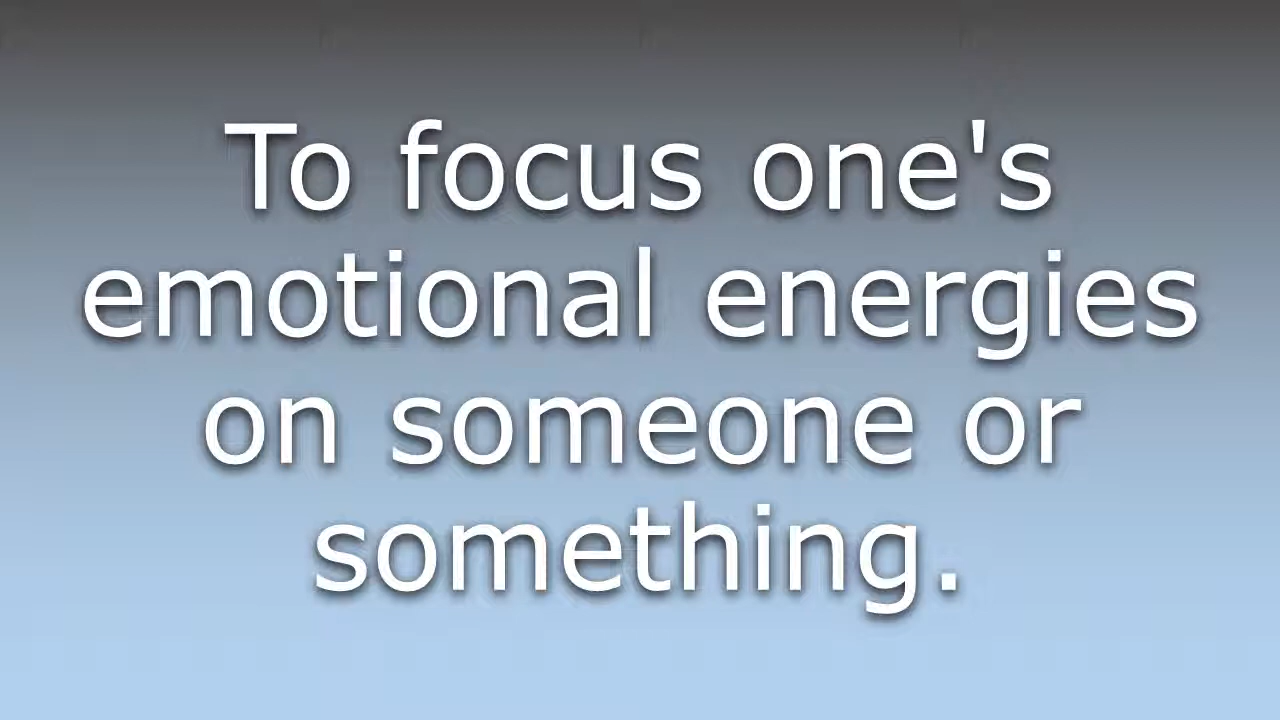 To focus one's
emotional energies
on someone or
something.